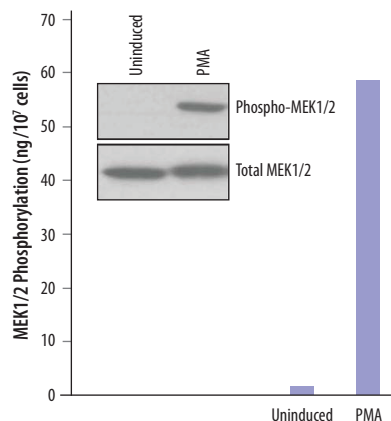 MEK1/2 Phosphorylation (ng/10⁷ cells)
70
60
50
40
30
20
10
0
Uninduced
PMA
Phospho-MEK1/2
Total MEK1/2
Uninduced
PMA